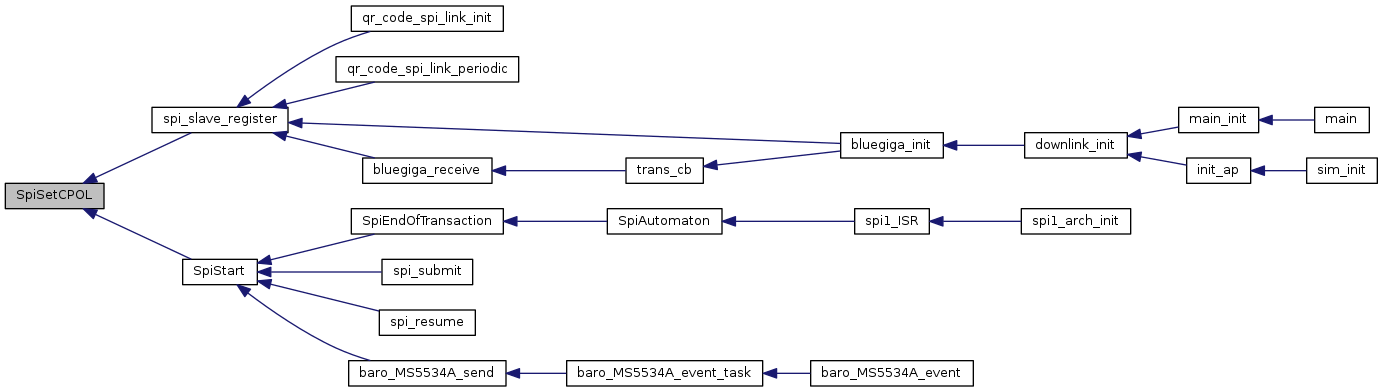 qr_code_spi_link_init
qr_code_spi_link_periodic
spi_slave_register
main_init
main
bluegiga_init
downlink_init
bluegiga_receive
trans_cb
init_ap
sim_init
SpiSetCPOL
SpiEndOfTransaction
SpiAutomaton
spi1_ISR
spi1_arch_init
SpiStart
spi_submit
spi_resume
baro_MS5534A_send
baro_MS5534A_event_task
baro_MS5534A_event